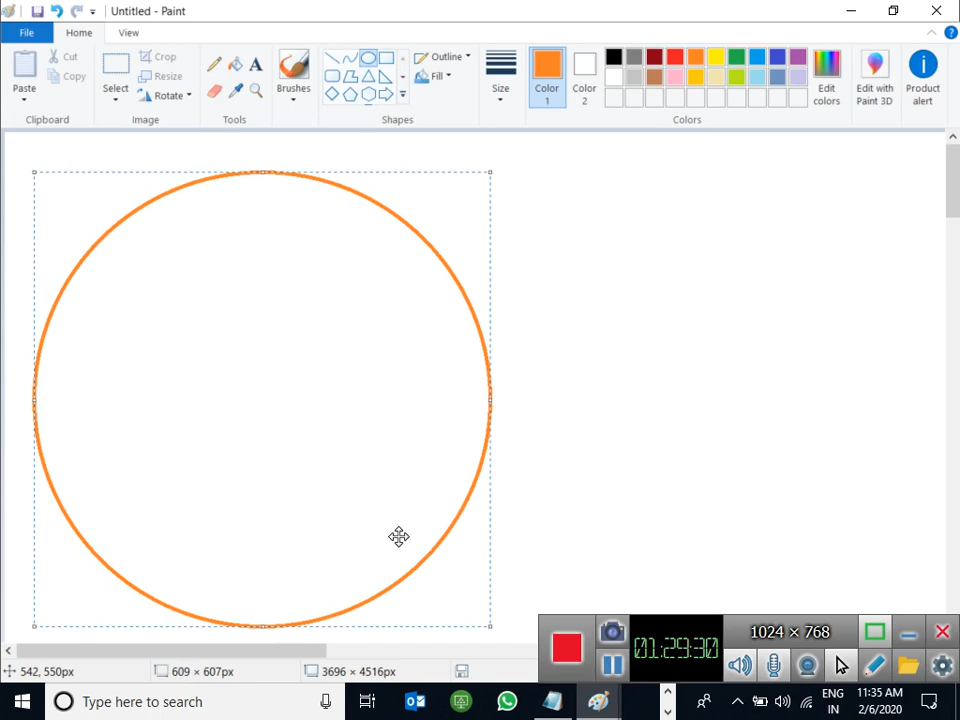 Untitled - Paint
File Home View
Paste
Cut
Copy
Clipboard
Select
Crop
Resize
Rotate
Image
A
Tools
Brushes
Outline
Fill
Shapes
Size
Color 1
Color 2
Edit colors
Colors
Edit with Paint 3D
Product alert
542, 550px
609 × 607px
3696 × 4516px
01:29:30
1024 × 768
Type here to search
ENG
IN
11:35 AM
2/6/2020